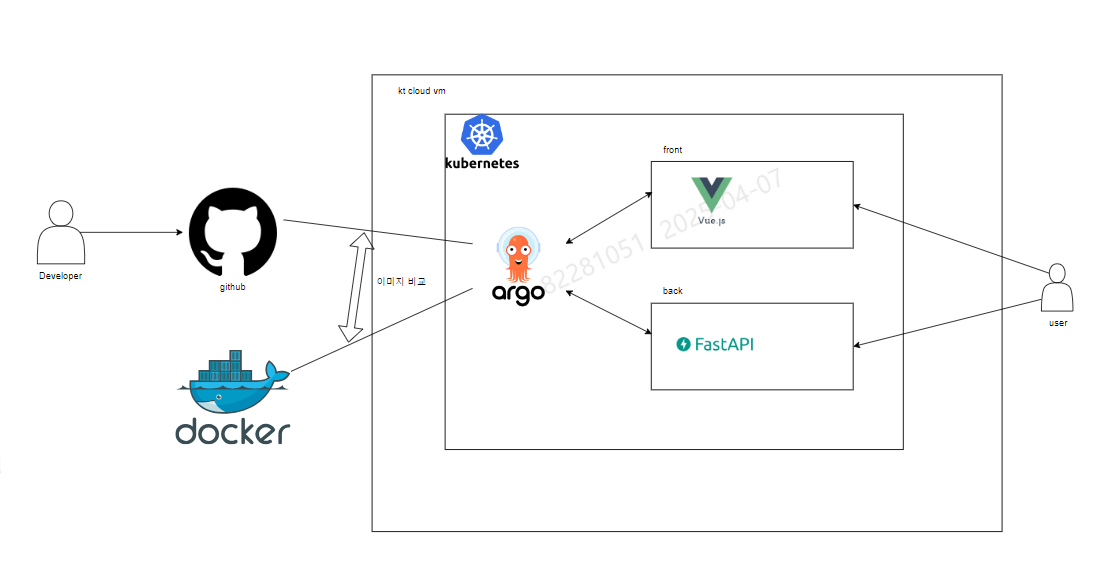 kt cloud vm
kubernetes
front
Vue.js
Developer
github
이미지 비교
argo
82281051 2025-04-07
back
FastAPI
user
docker